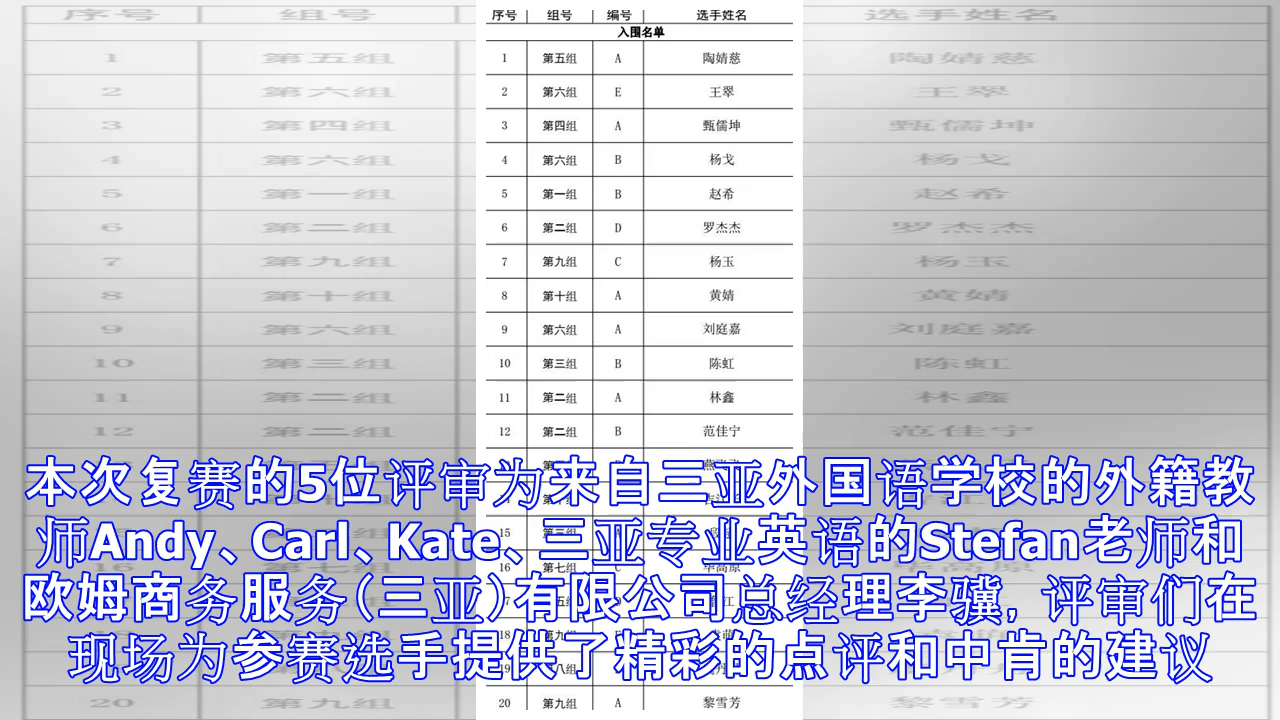 序号 组号 编号 选手姓名
入围名单
1 第五组 A 陶婧慈
2 第六组 E 王翠
3 第四组 A 甄儒坤
4 第六组 B 杨戈
5 第一组 B 赵希
6 第二组 D 罗杰杰
7 第九组 C 杨玉
8 第十组 A 黄婧
9 第六组 A 刘庭嘉
10 第三组 B 陈虹
11 第二组 A 林鑫
12 第二组 B 范佳宁
本次复赛的5位评审为来自三亚外国语学校的外籍教
师Andy、Carl、Kate、三亚专业英语的Stefan老师和
欧姆商务服务(三亚)有限公司总经理李骥,评审们在
现场为参赛选手提供了精彩的点评和中肯的建议
20 第九组 A 黎雪芳